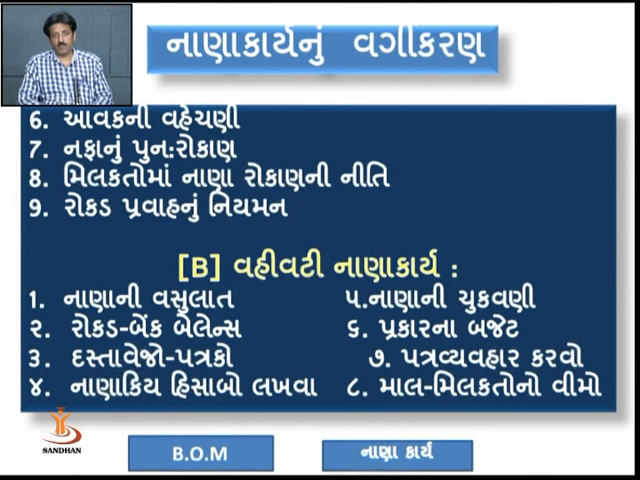 નાણાકાર્યનું વગીકરણ
6. આવકની વહેચણી
7. નફાનું પુન:રોકાણ
8. મિલકતોમાં નાણા રોકાણની નીતિ
9. રોકડ પ્રવાહનું નિયમન
[B] વહીવટી નાણાકાર્ય :
1. નાણાની વસુલાત ૫.નાણાની ચુકવણી
૨. રોકડ-બેંક બેલેન્સ ૬. પ્રકારના બજેટ
૩. દસ્તાવેજો-પત્રકો ૭. પત્રવ્યવહાર કરવો
૪. નાણાકિય હિસાબો લખવા ૮. માલ-મિલકતોનો વીમો
SANDHAN
B.O.M નાણા કાર્ય